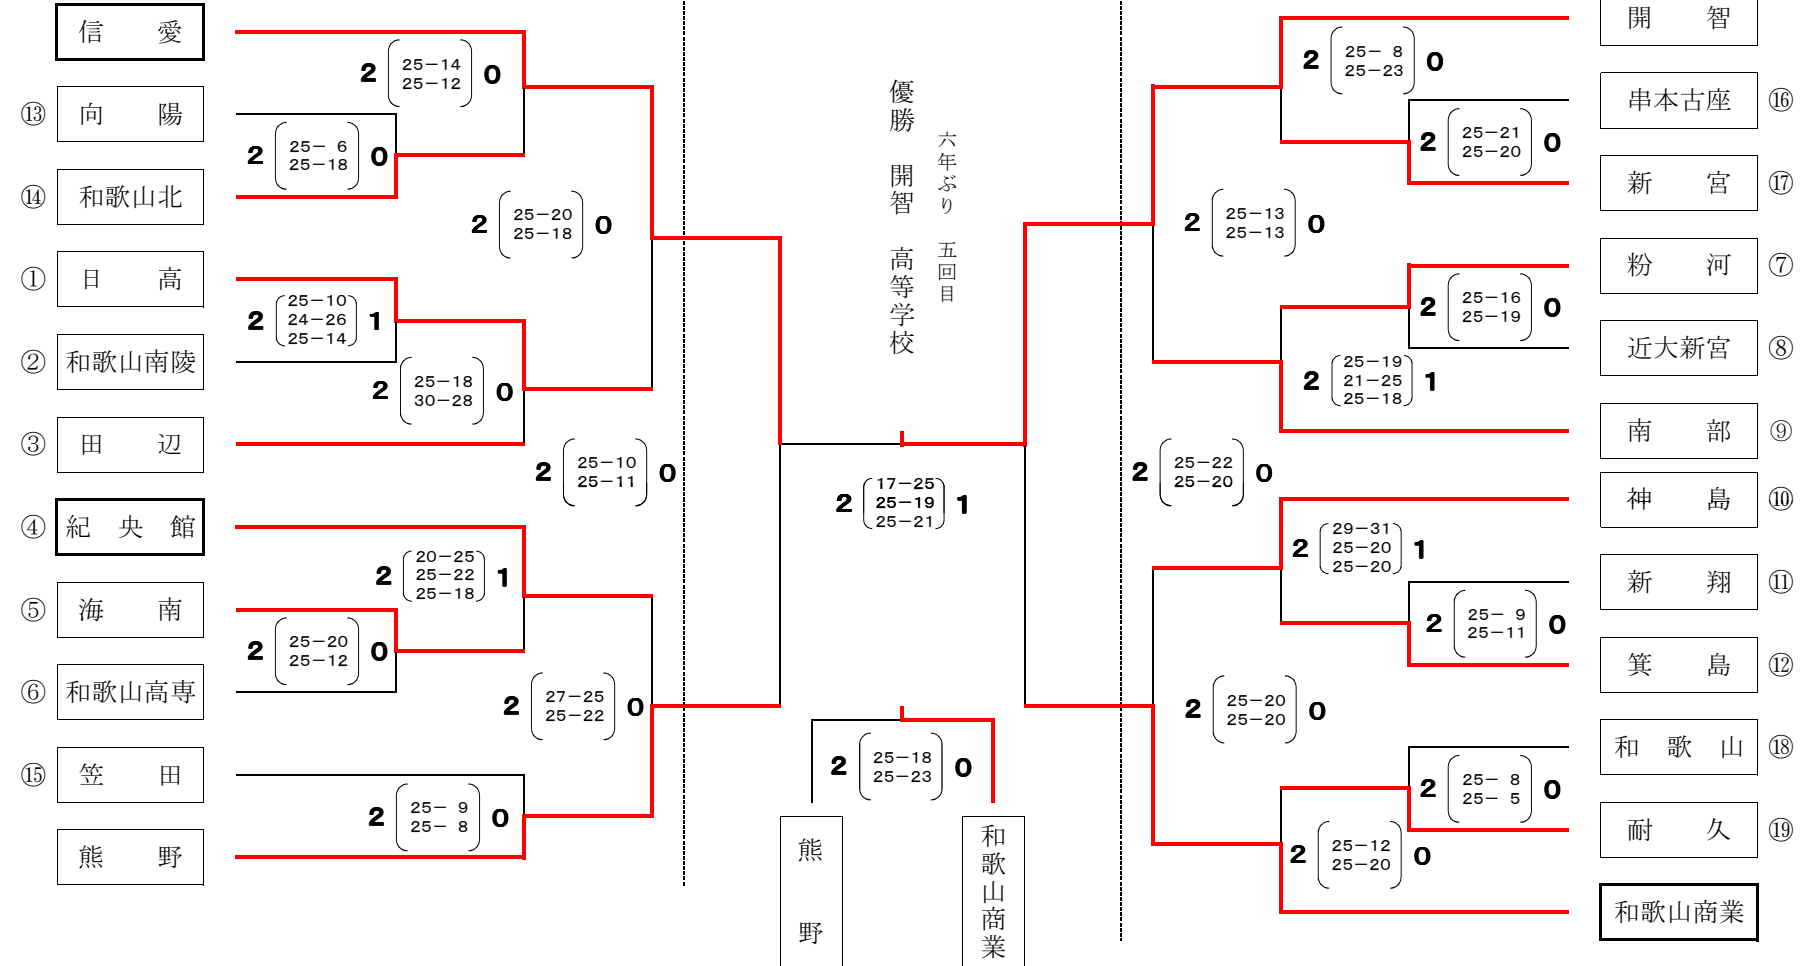 信愛
2 25-14 25-12 0
⑬ 向陽
2 25-6 25-18 0
⑭ 和歌山北
2 25-20 25-18 0
① 日高
2 25-10 24-26 25-14 1
② 和歌山南陵
2 25-18 30-28 0
③ 田辺
2 25-10 25-11 0
④ 紀央館
2 20-25 25-22 25-18 1
⑤ 海南
2 25-20 25-12 0
⑥ 和歌山高専
2 27-25 25-22 0
⑮ 笠田
2 25-9 25-8 0
熊野
優勝 開智 高等学校
六年ぶり 五回目
2 17-25 25-19 25-21 1
2 25-18 25-23 0
熊野
和歌山商業
開智
2 25-8 25-23 0
串本古座 ⑯
2 25-21 25-20 0
新宮 ⑰
2 25-13 25-13 0
粉河 ⑦
2 25-16 25-19 0
近大新宮 ⑧
2 25-19 21-25 25-18 1
南部 ⑨
2 25-22 25-20 0
神島 ⑩
2 29-31 25-20 25-20 1
新翔 ⑪
2 25-9 25-11 0
箕島 ⑫
2 25-20 25-20 0
和歌山 ⑱
2 25-8 25-5 0
耐久 ⑲
2 25-12 25-20 0
和歌山商業